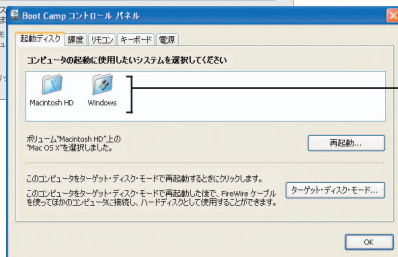 Boot Camp コントロール パネル
起動ディスク 輝度 リモコン キーボード 電源
コンピュータの起動に使用したいシステムを選択してください
Macintosh HD Windows
ボリューム“Macintosh HD”上の
“Mac OS X”を選択しました。
再起動...
このコンピュータをターゲット・ディスク・モードで再起動するときにクリックします。
このコンピュータをターゲット・ディスク・モードで再起動した後で、FireWire ケーブル
を使ってほかのコンピュータに接続し、ハードディスクとして使用することができます。
ターゲット・ディスク・モード...
OK